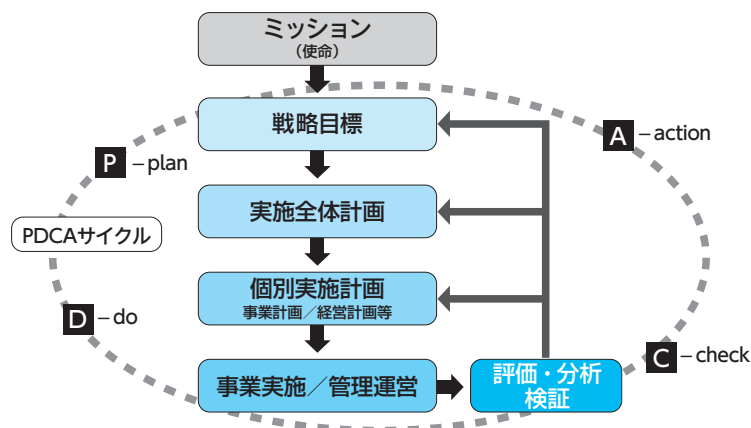 ミッション
（使命）
戦略目標
A – action
P – plan
実施全体計画
PDCAサイクル
個別実施計画
事業計画／経営計画等
D – do
事業実施／管理運営
評価・分析
検証
C – check